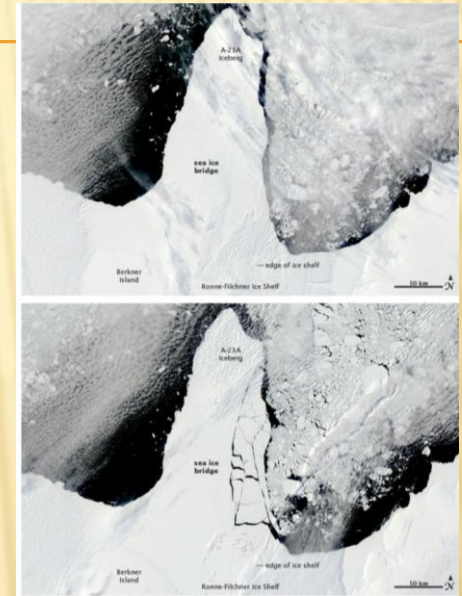 A-23A
Iceberg
sea ice
bridge
edge of ice shelf
Berkner
Island
Ronne-Filchner Ice Shelf
50 km
N
A-23A
Iceberg
sea ice
bridge
edge of ice shelf
Berkner
Island
Ronne-Filchner Ice Shelf
50 km
N